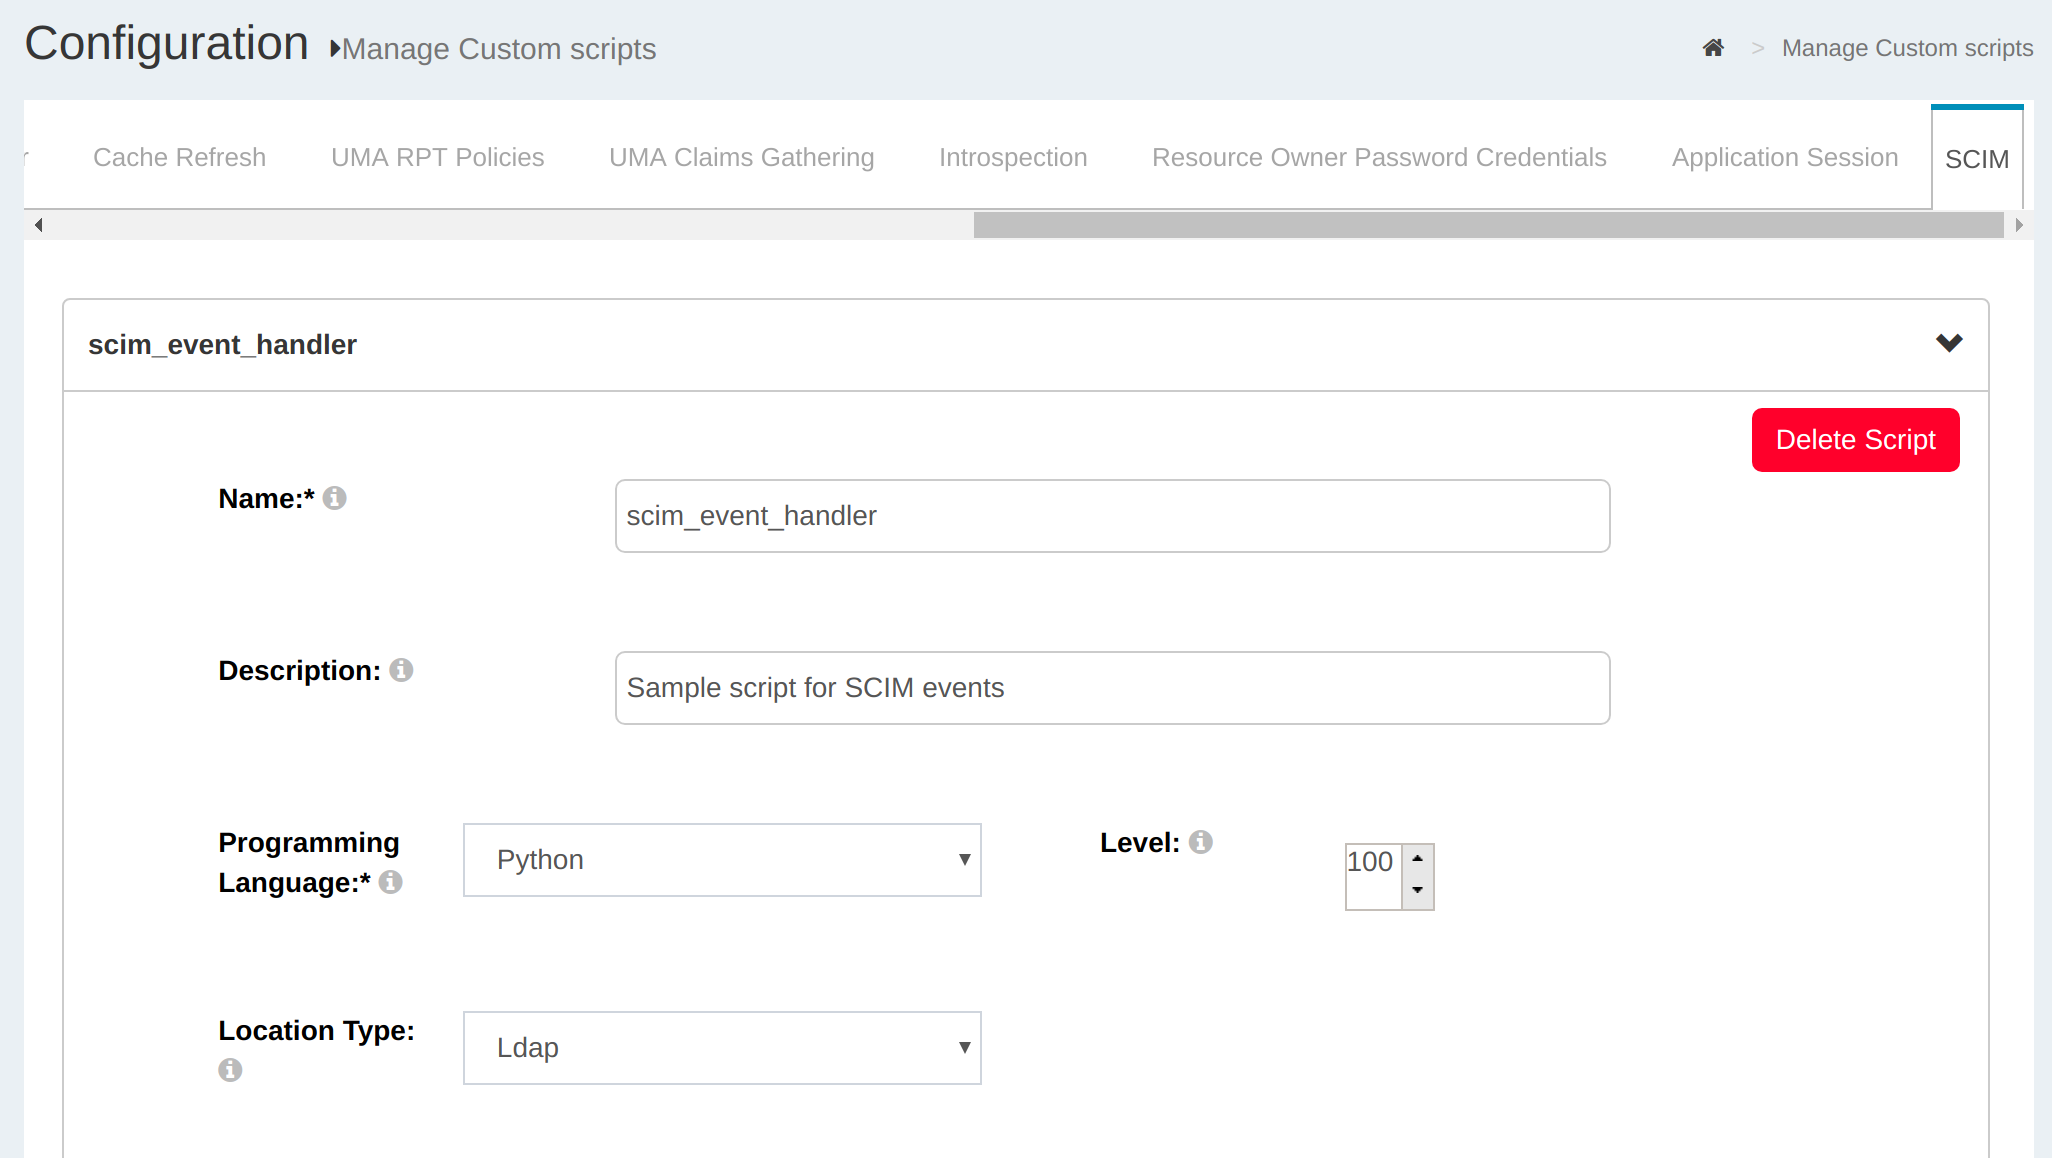 Configuration Manage Custom scripts
> Manage Custom scripts
Cache Refresh UMA RPT Policies UMA Claims Gathering Introspection Resource Owner Password Credentials Application Session SCIM
scim_event_handler
Delete Script
Name:* scim_event_handler
Description: Sample script for SCIM events
Programming Language:* Python Level: 100
Location Type: Ldap